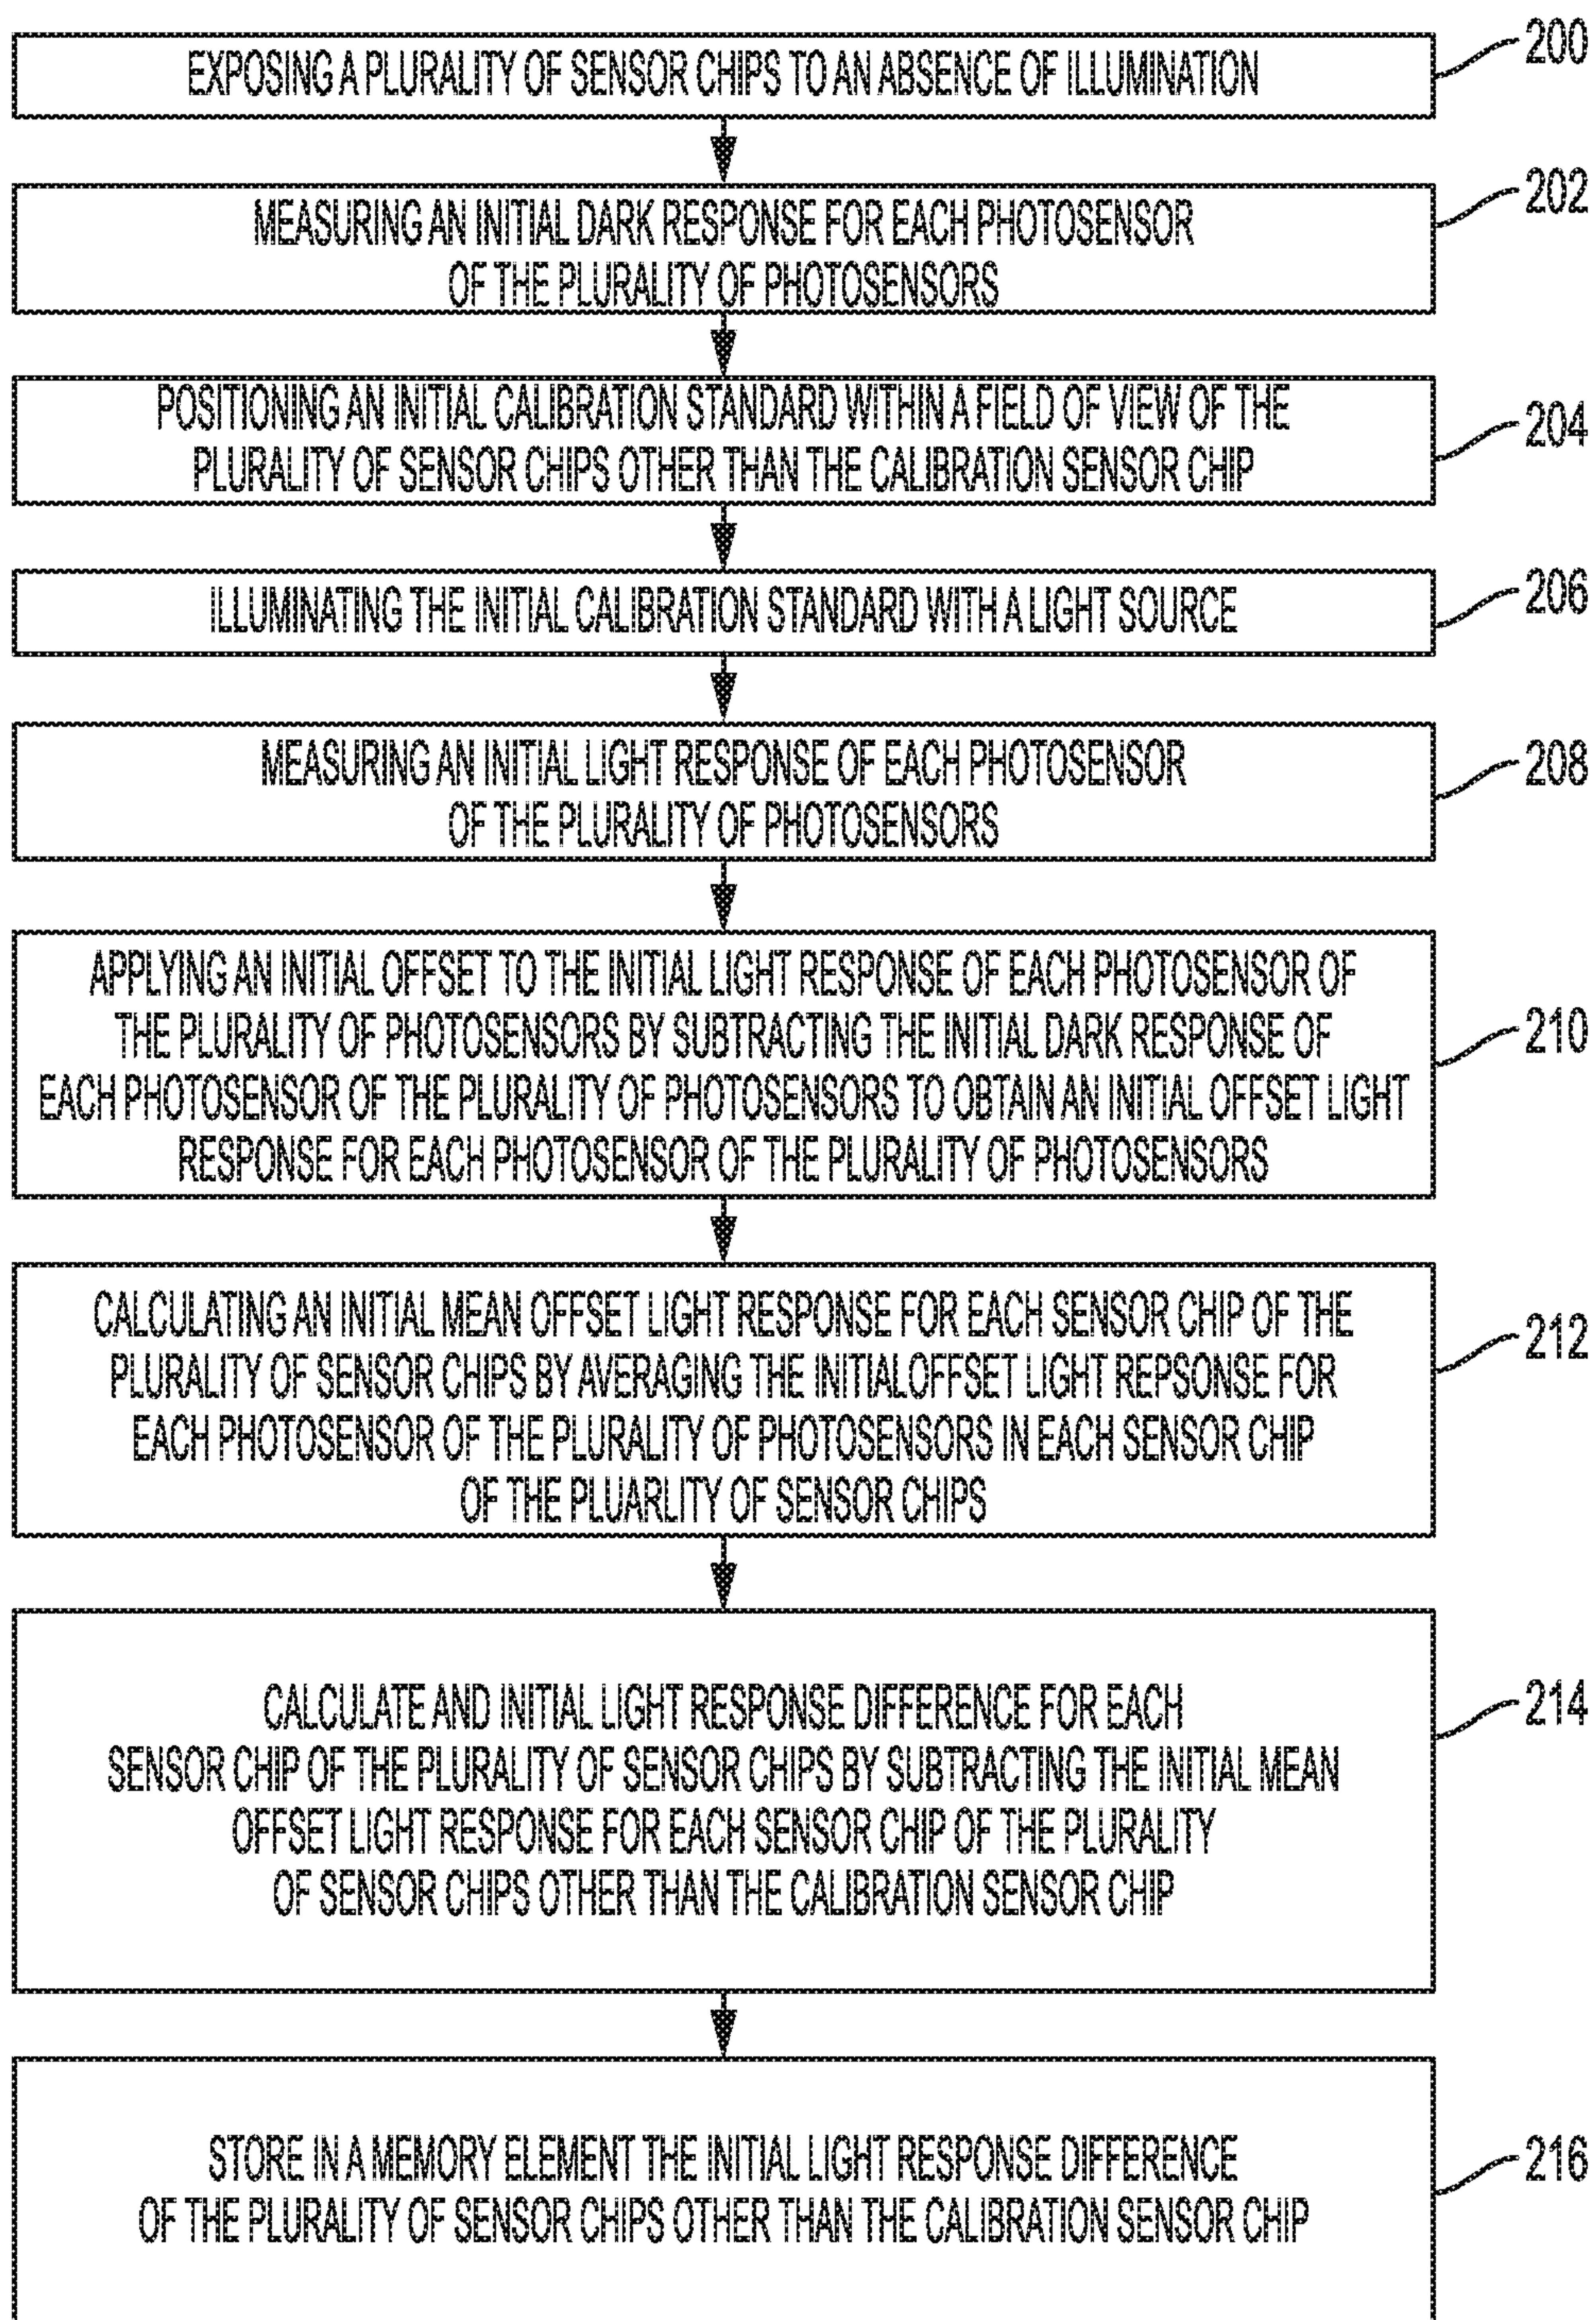 EXPOSING A PLURALITY OF SENSOR CHIPS TO AN ABSENCE OF ILLUMINATION
200
MEASURING AN INITIAL DARK RESPONSE FOR EACH PHOTOSENSOR
OF THE PLURALITY OF PHOTOSENSORS
202
POSITIONING AN INITIAL CALIBRATION STANDARD WITHIN A FIELD OF VIEW OF THE
PLURALITY OF SENSOR CHIPS OTHER THAN THE CALIBRATION SENSOR CHIP
204
ILLUMINATING THE INITIAL CALIBRATION STANDARD WITH A LIGHT SOURCE
206
MEASURING AN INITIAL LIGHT RESPONSE OF EACH PHOTOSENSOR
OF THE PLURALITY OF PHOTOSENSORS
208
APPLYING AN INITIAL OFFSET TO THE INITIAL LIGHT RESPONSE OF EACH PHOTOSENSOR OF
THE PLURALITY OF PHOTOSENSORS BY SUBTRACTING THE INITIAL DARK RESPONSE OF
EACH PHOTOSENSOR OF THE PLURALITY OF PHOTOSENSORS TO OBTAIN AN INITIAL OFFSET LIGHT
RESPONSE FOR EACH PHOTOSENSOR OF THE PLURALITY OF PHOTOSENSORS
210
CALCULATING AN INITIAL MEAN OFFSET LIGHT RESPONSE FOR EACH SENSOR CHIP OF THE
PLURALITY OF SENSOR CHIPS BY AVERAGING THE INITIALOFFSET LIGHT REPSONSE FOR
EACH PHOTOSENSOR OF THE PLURALITY OF PHOTOSENSORS IN EACH SENSOR CHIP
OF THE PLUARLITY OF SENSOR CHIPS
212
CALCULATE AND INITIAL LIGHT RESPONSE DIFFERENCE FOR EACH
SENSOR CHIP OF THE PLURALITY OF SENSOR CHIPS BY SUBTRACTING THE INITIAL MEAN
OFFSET LIGHT RESPONSE FOR EACH SENSOR CHIP OF THE PLURALITY
OF SENSOR CHIPS OTHER THAN THE CALIBRATION SENSOR CHIP
214
STORE IN A MEMORY ELEMENT THE INITIAL LIGHT RESPONSE DIFFERENCE
OF THE PLURALITY OF SENSOR CHIPS OTHER THAN THE CALIBRATION SENSOR CHIP
216